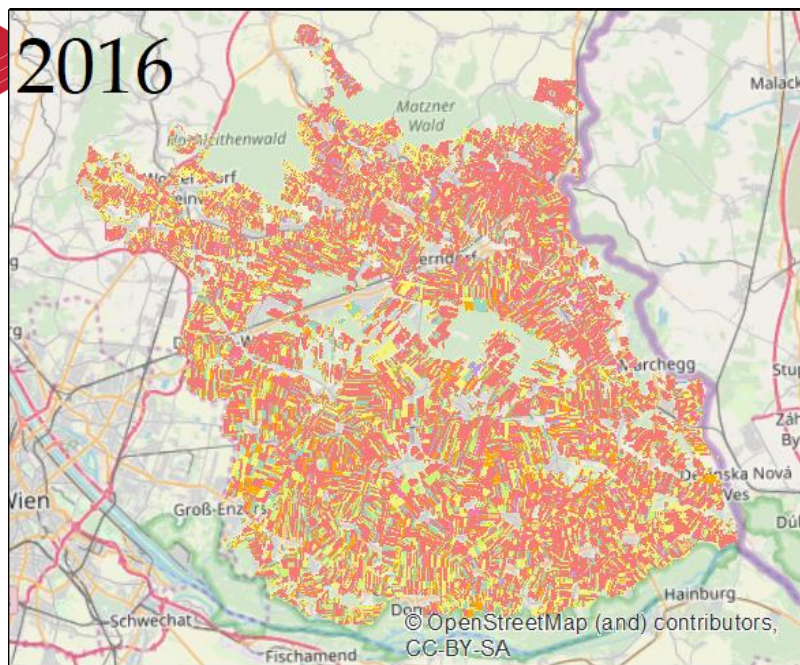 2016
Malack
Matzner
Wald
Marchegg
Stup
Záh
By
Nová
Ves
Dúb
Wien
Groß-Enzers
Hainburg
Schwechat
Fischamend
© OpenStreetMap (and) contributors,
CC-BY-SA